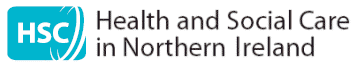 HSC Health and Social Care
in Northern Ireland